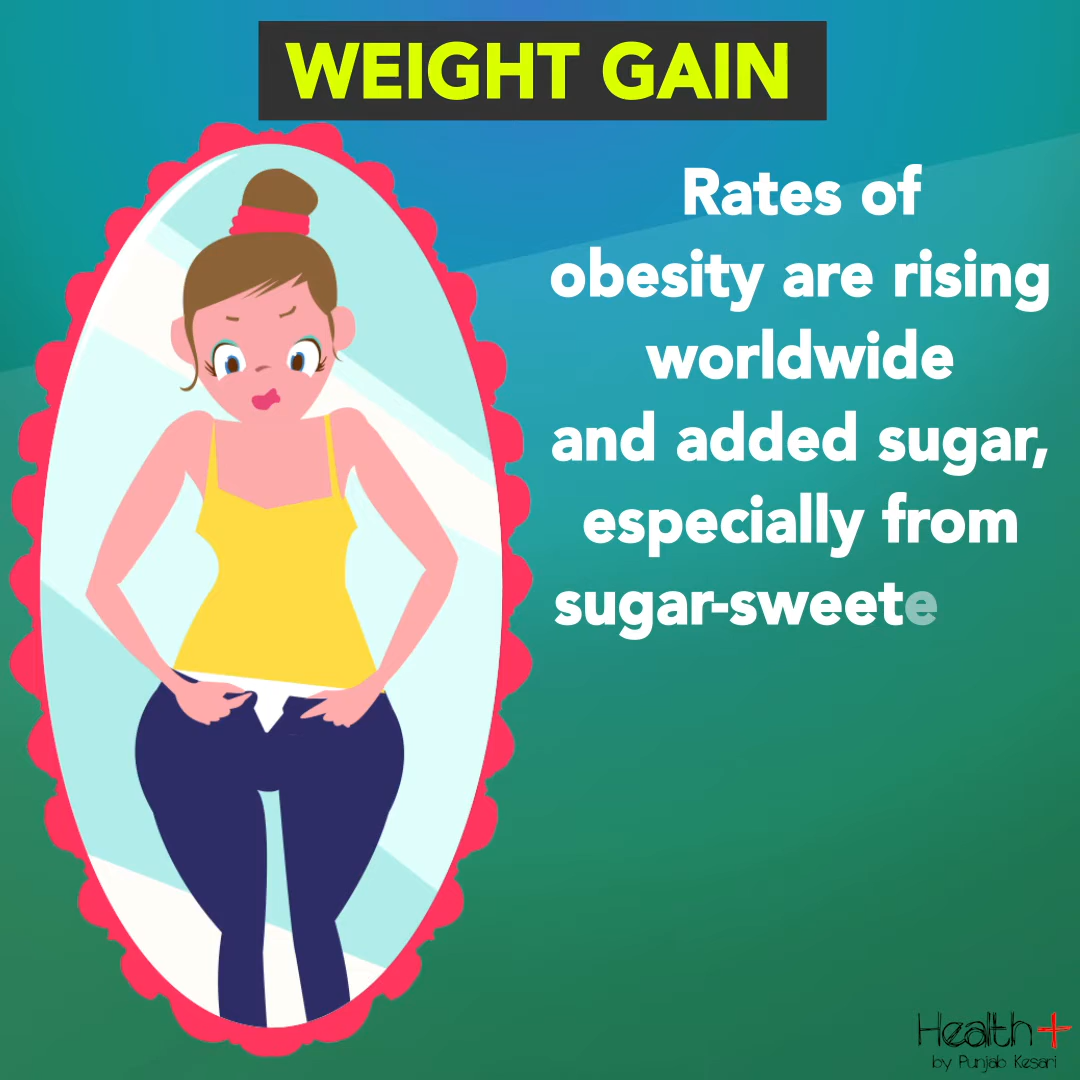 WEIGHT GAIN
Rates of
obesity are rising
worldwide
and added sugar,
especially from
sugar-sweete
Health+
by Punjab Kesari